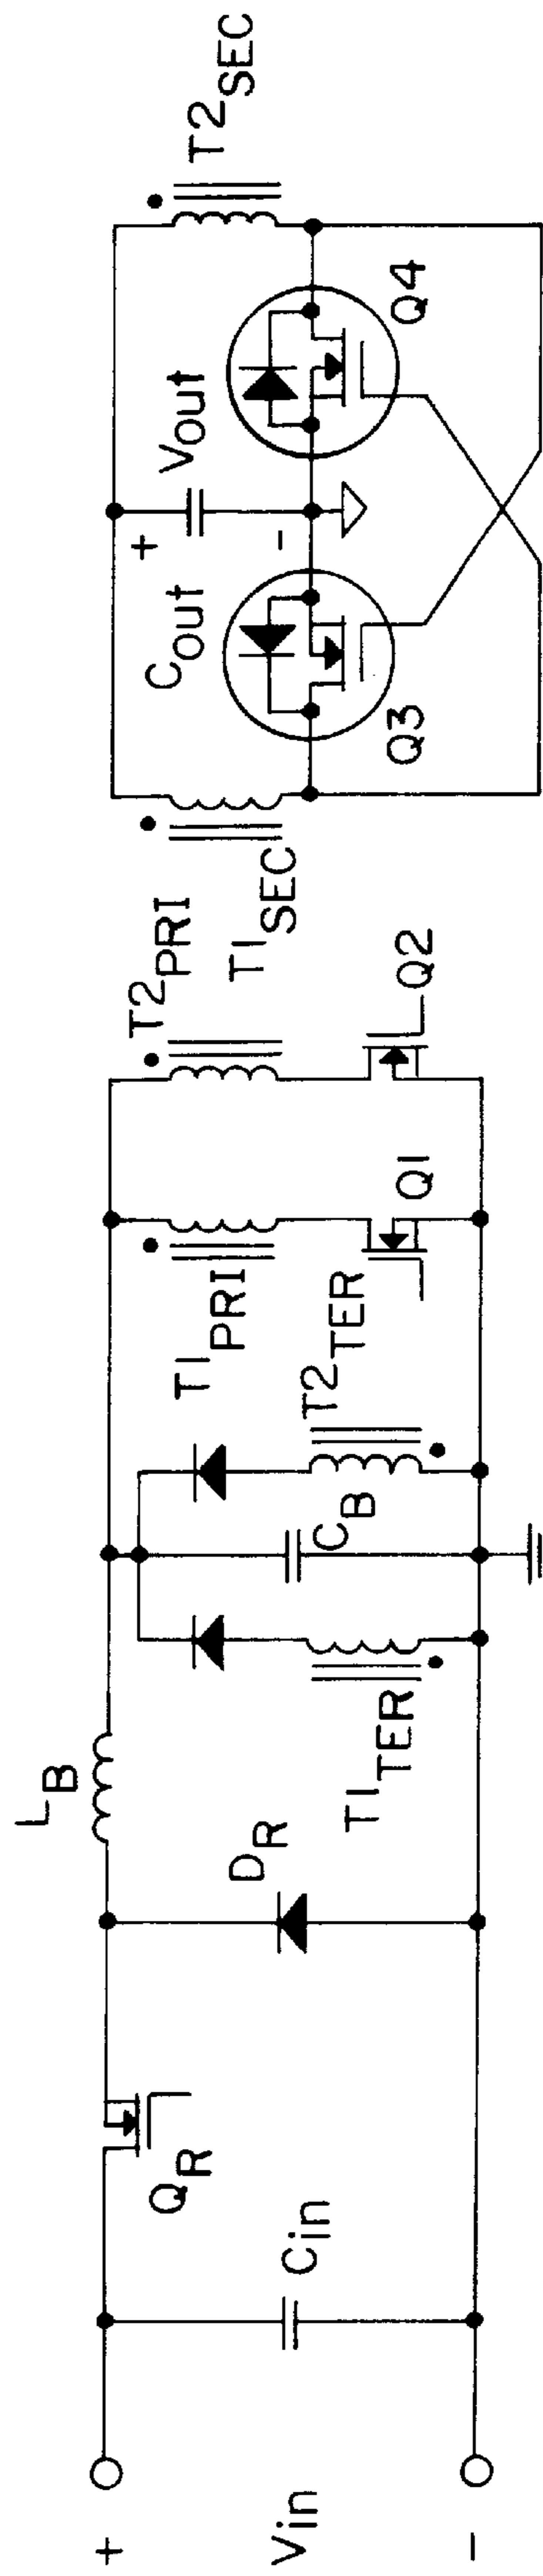 +
Vin
-
Cin
QR
DR
LB
T1TER
CB
T2TER
T1PRI
Q1
T2PRI
Q2
T1SEC
Q3
Cout
+
-
Vout
Q4
T2SEC